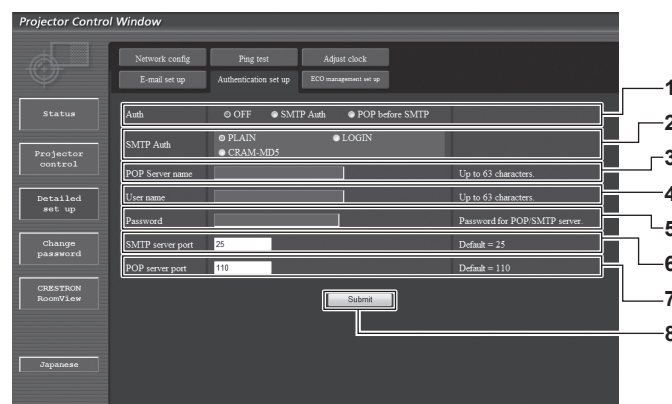 Projector Control Window
Network config
Ping test
Adjust clock
E-mail set up
Authentication set up
ECO management set up
Status
Projector control
Detailed set up
Change password
CRESTRON RoomView
Japanese
Auth
OFF
SMTP Auth
POP before SMTP
1
SMTP Auth
PLAIN
LOGIN
CRAM-MD5
2
POP Server name
Up to 63 characters.
3
User name
Up to 63 characters.
4
Password
Password for POP/SMTP server.
5
SMTP server port
25
Default = 25
6
POP server port
110
Default = 110
7
Submit
8